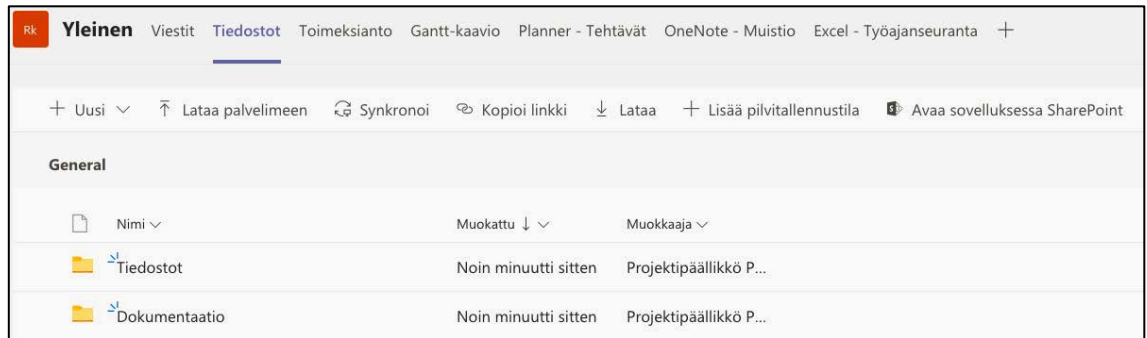 Rk Yleinen Viestit Tiedostot Toimeksianto Gantt-kaavio Planner - Tehtävät OneNote - Muistio Excel - Työajanseuranta
Uusi Lataa palvelimeen Synkronoi Kopioi linkki Lataa Lisää pilvitallennustila Avaa sovelluksessa SharePoint
General
Nimi Muokattu Muokkaaja
Tiedostot Noin minuutti sitten Projektipäällikkö P...
Dokumentaatio Noin minuutti sitten Projektipäällikkö P...